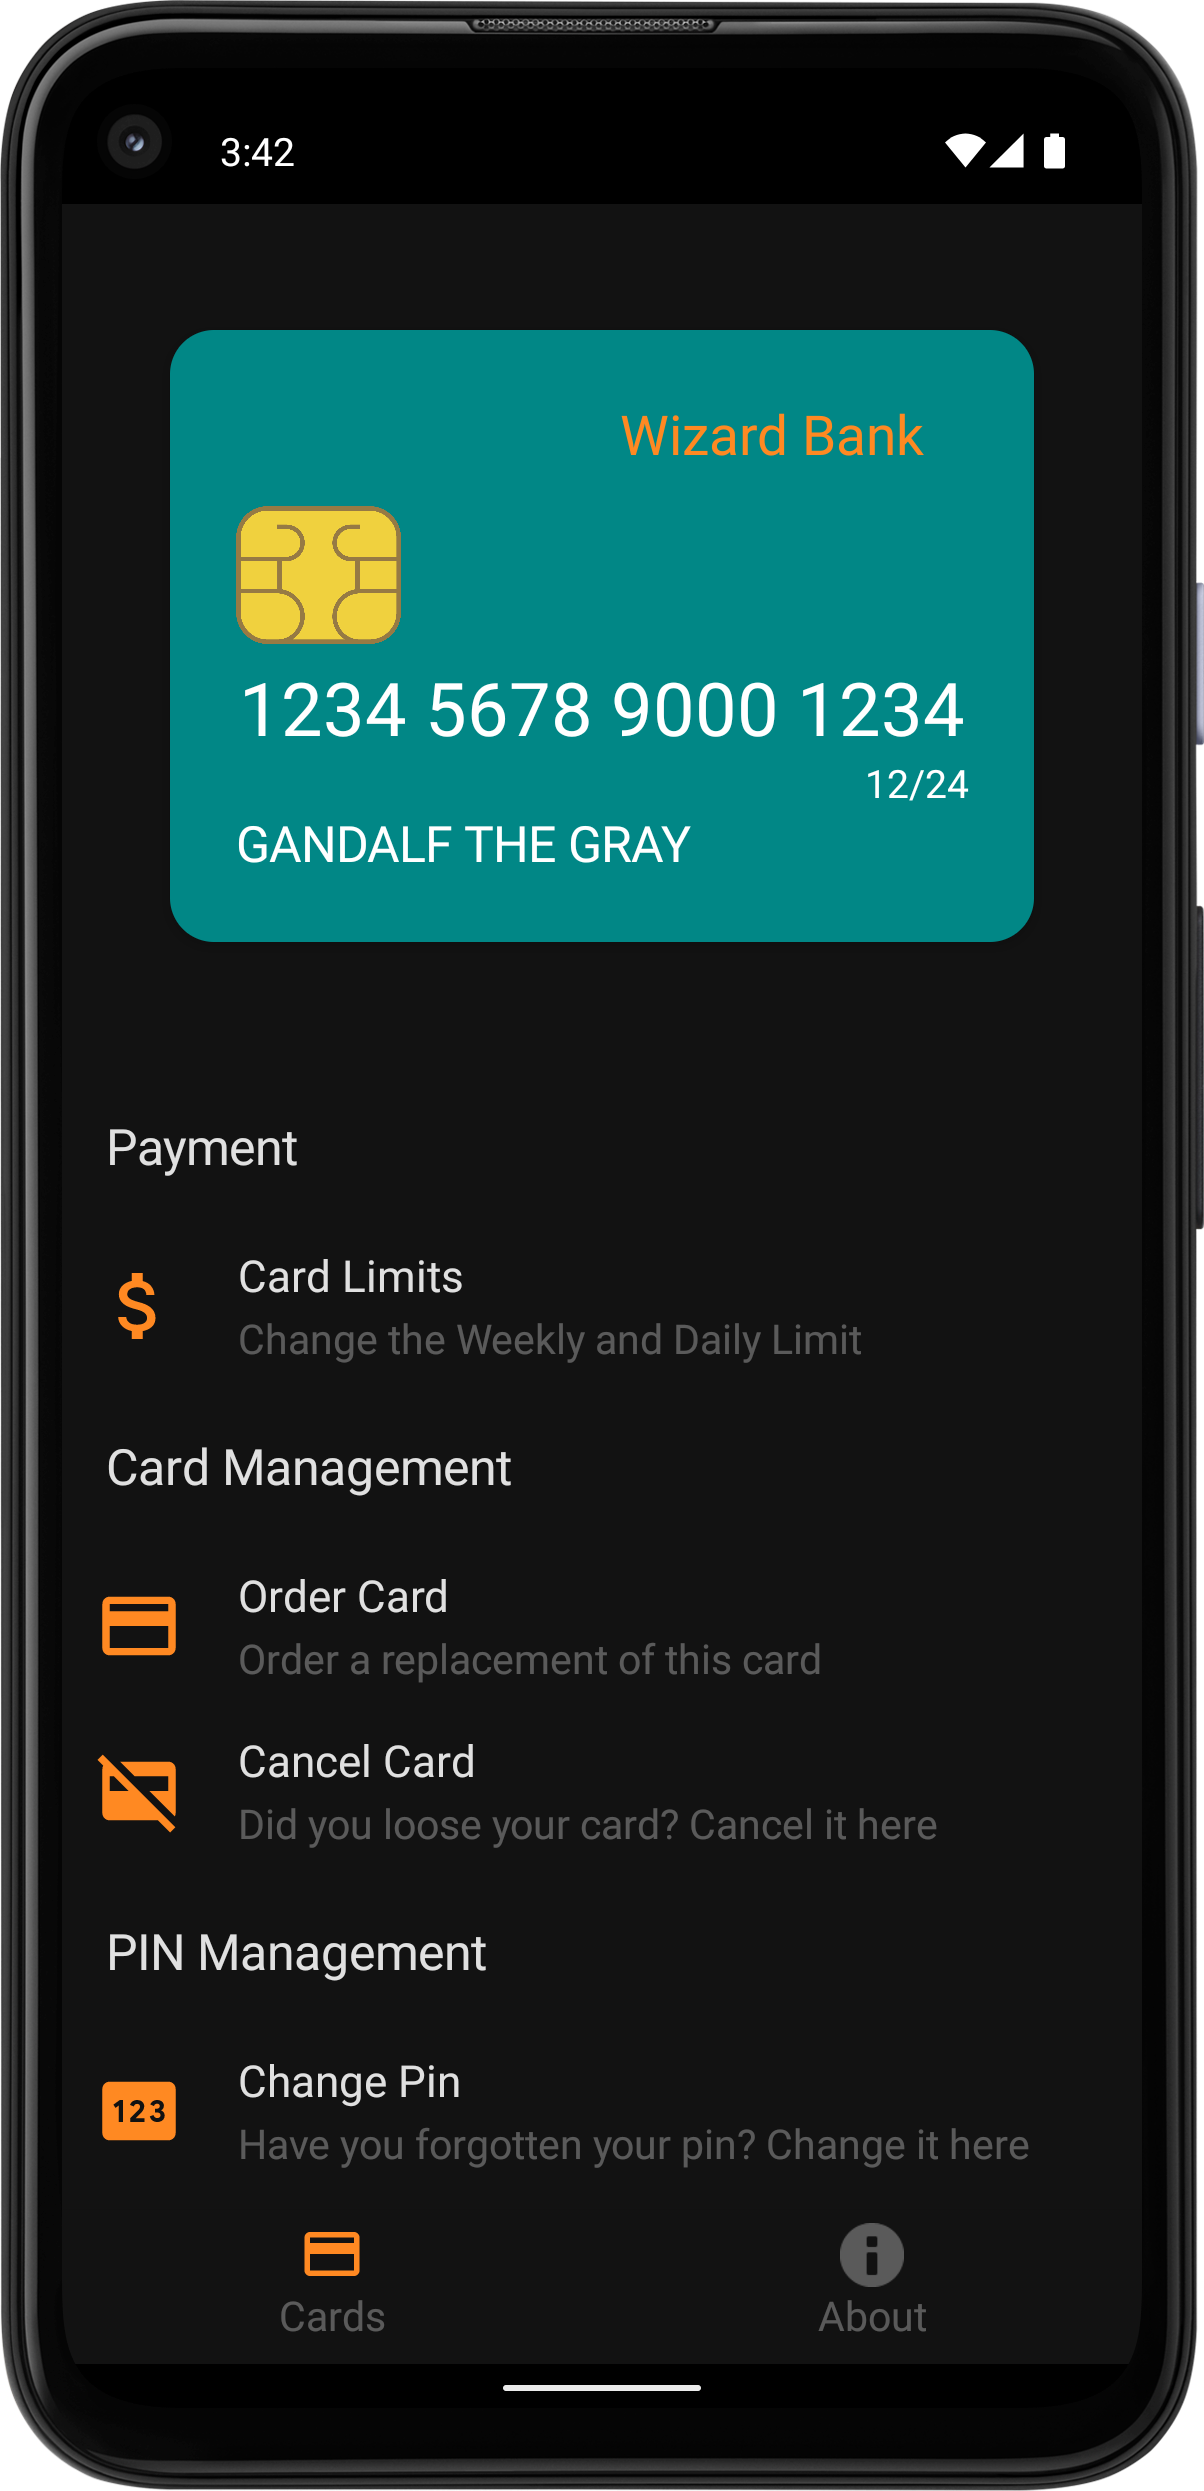 3:42
Wizard Bank
1234 5678 9000 1234
12/24
GANDALF THE GRAY
Payment
$
Card Limits
Change the Weekly and Daily Limit
Card Management
Order Card
Order a replacement of this card
Cancel Card
Did you loose your card? Cancel it here
PIN Management
123
Change Pin
Have you forgotten your pin? Change it here
Cards
About